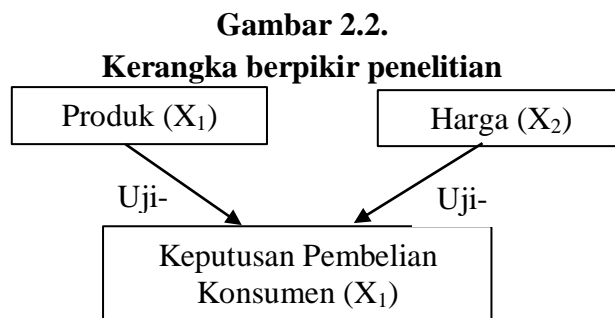 Gambar 2.2.
Kerangka berpikir penelitian
Produk (X₁)
Harga (X₂)
Uji-
Uji-
Keputusan Pembelian
Konsumen (X₁)